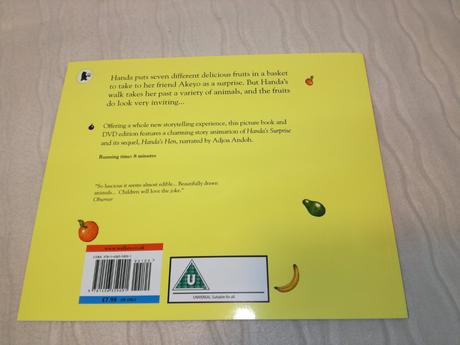 Handa puts seven different delicious fruits in a basket
to take to her friend Akeyo as a surprise. But Handa's
walk takes her past a variety of animals, and the fruits
do look very inviting...
Offering a whole new storytelling experience, this picture book and
DVD edition features a charming story animation of Handa's Surprise
and its sequel, Handa's Hen, narrated by Adjoa Andoh.
Running time: 8 minutes
"So luscious it seems almost edible... Beautifully drawn
animals... Children will love the joke."
Observer
U
UNIVERSAL Suitable for all
£7.99 UK ONLY